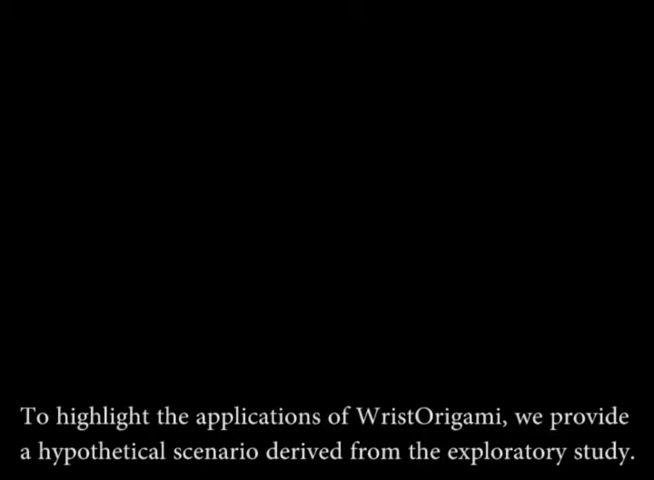 To highlight the applications of WristOrigami, we provide
a hypothetical scenario derived from the exploratory study.